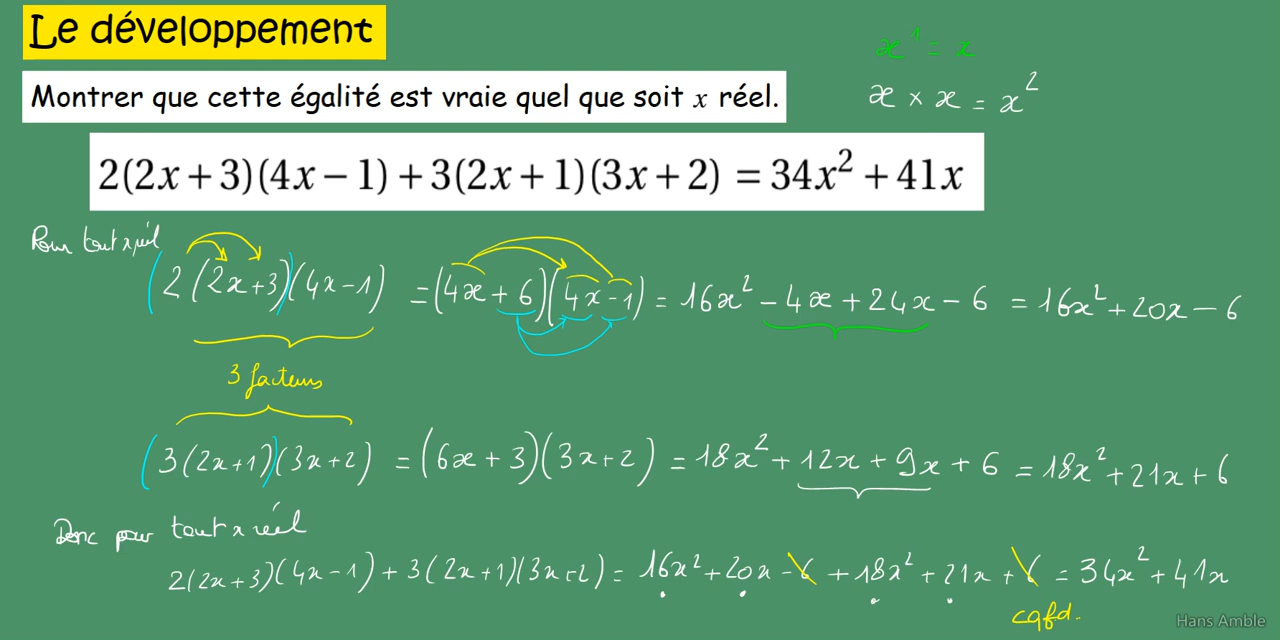 Le développement
x¹ = x
Montrer que cette égalité est vraie quel que soit x réel.
x × x = x²
2(2x + 3)(4x − 1) + 3(2x + 1)(3x + 2) = 34x² + 41x
Pour tout x réel
(2(2x+3))(4x−1) = (4x+6)(4x−1) = 16x² − 4x + 24x − 6 = 16x² + 20x − 6
3 facteurs
(3(2x+1))(3x+2) = (6x+3)(3x+2) = 18x² + 12x + 9x + 6 = 18x² + 21x + 6
Donc pour tout x réel
2(2x+3)(4x−1) + 3(2x+1)(3x+2) = 16x² + 20x − 6 + 18x² + 21x + 6 = 34x² + 41x
cqfd.
Hans Amble